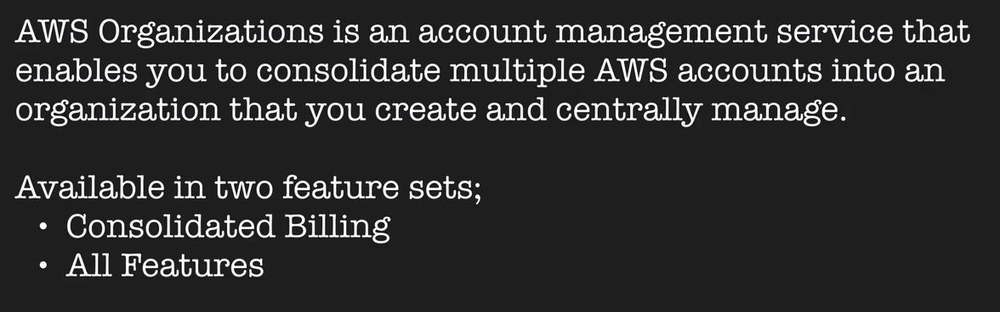 AWS Organizations is an account management service that
enables you to consolidate multiple AWS accounts into an
organization that you create and centrally manage.
Available in two feature sets;
• Consolidated Billing
• All Features